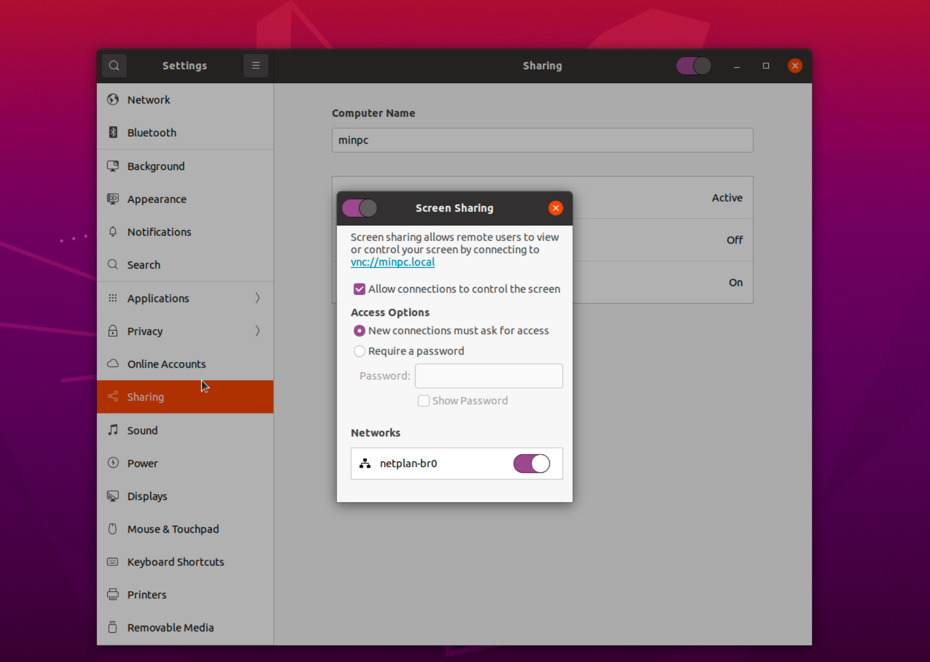 Settings
Sharing
Network
Bluetooth
Background
Appearance
Notifications
Search
Applications
Privacy
Online Accounts
Sharing
Sound
Power
Displays
Mouse & Touchpad
Keyboard Shortcuts
Printers
Removable Media
Computer Name
minpc
Active
Off
On
Screen Sharing
Screen sharing allows remote users to view
or control your screen by connecting to
vnc://minpc.local
Allow connections to control the screen
Access Options
New connections must ask for access
Require a password
Password:
Show Password
Networks
netplan-br0